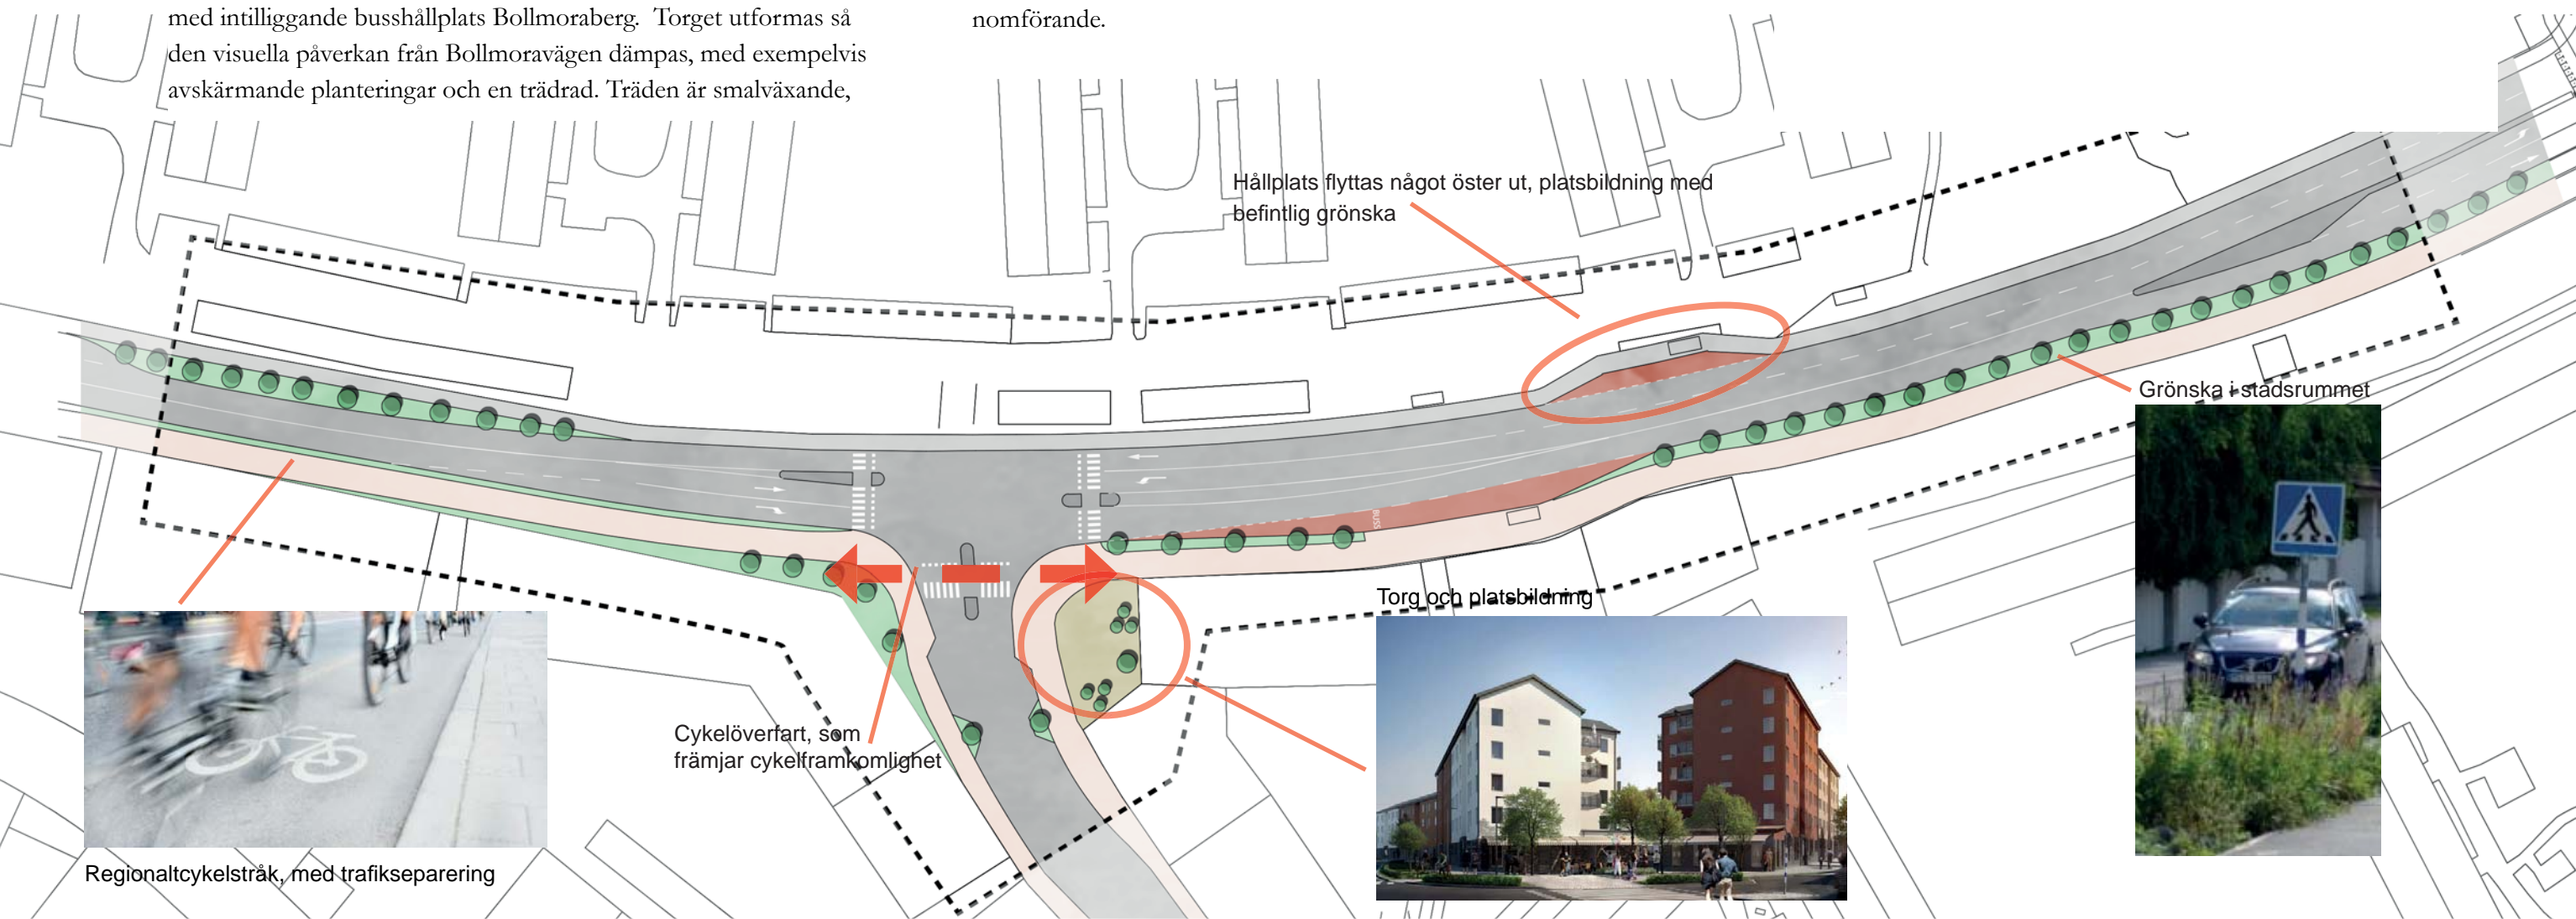 med intilliggande busshållplats Bollmoraberg. Torget utformas så
den visuella påverkan från Bollmoravägen dämpas, med exempelvis
avskärmande planteringar och en trädrad. Träden är smalväxande,
nomförande.
Hållplats flyttas något öster ut, platsbildning med
befintlig grönska
Grönska i stadsrummet
BUSS
Torg och platsbildning
Cykelöverfart, som
främjar cykelframkomlighet
Regionaltcykelstråk, med trafikseparering